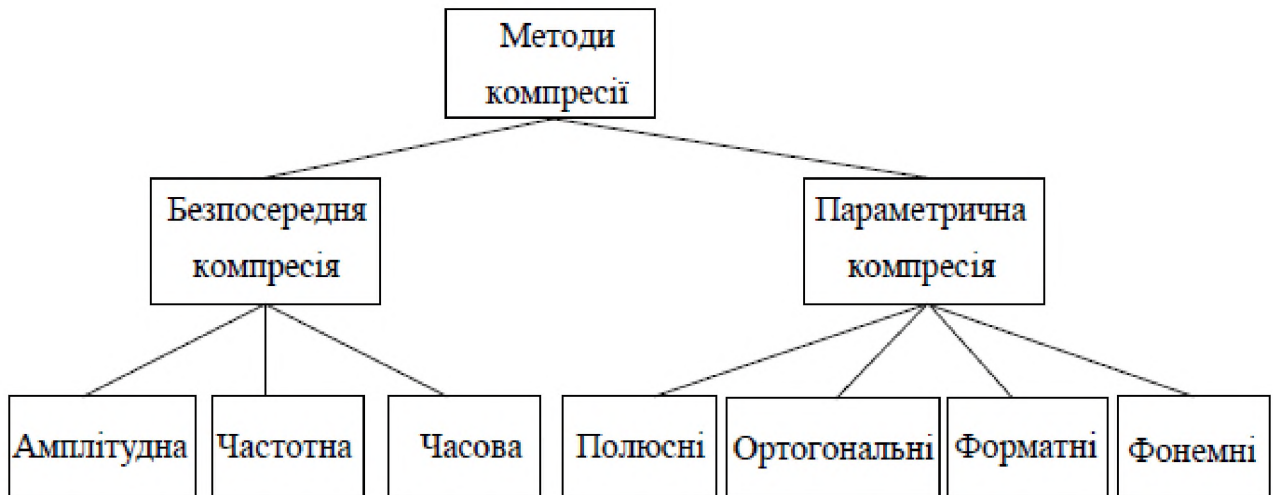 Методи
компресії
Безпосередня
компресія
Параметрична
компресія
Амплітудна
Частотна
Часова
Полюсні
Ортогональні
Форматні
Фонемні